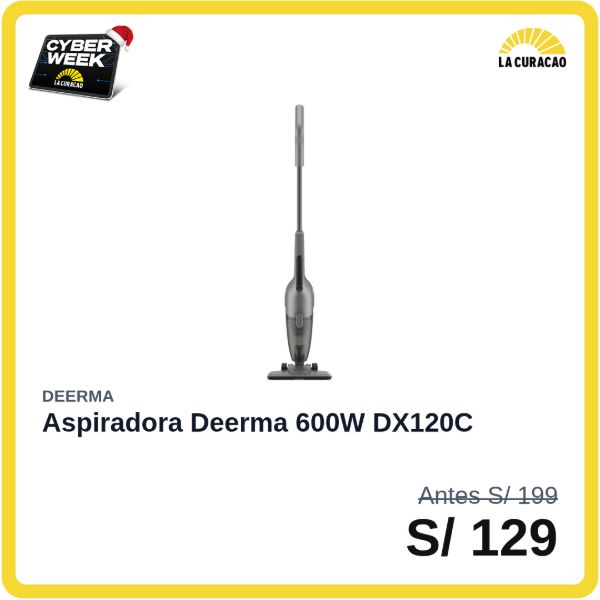 CYBER
WEEK
LA CURACAO
LA CURACAO
DEERMA
Aspiradora Deerma 600W DX120C
Antes S/ 199
S/ 129